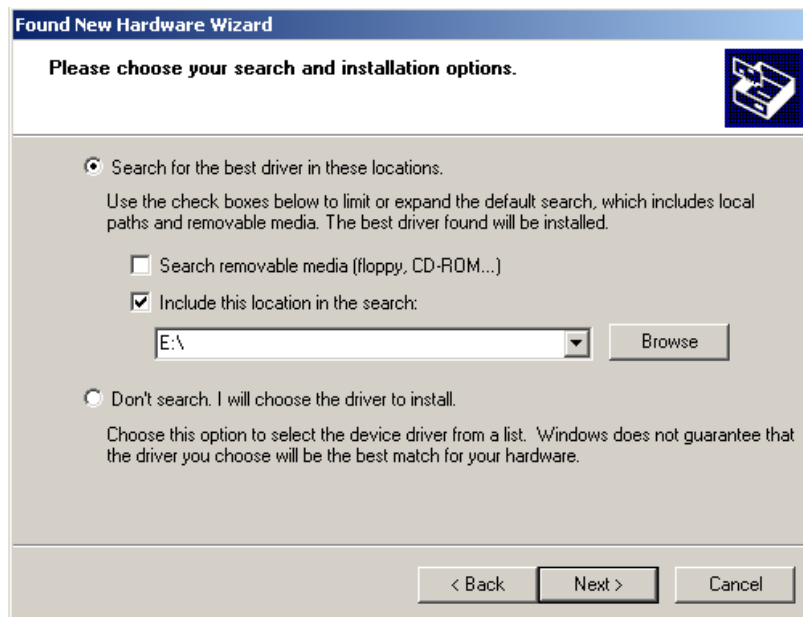 Found New Hardware Wizard
Please choose your search and installation options.
Search for the best driver in these locations.
Use the check boxes below to limit or expand the default search, which includes local
paths and removable media. The best driver found will be installed.
Search removable media (floppy, CD-ROM...)
Include this location in the search:
E:\
Browse
Don't search. I will choose the driver to install.
Choose this option to select the device driver from a list. Windows does not guarantee that
the driver you choose will be the best match for your hardware.
< Back Next > Cancel